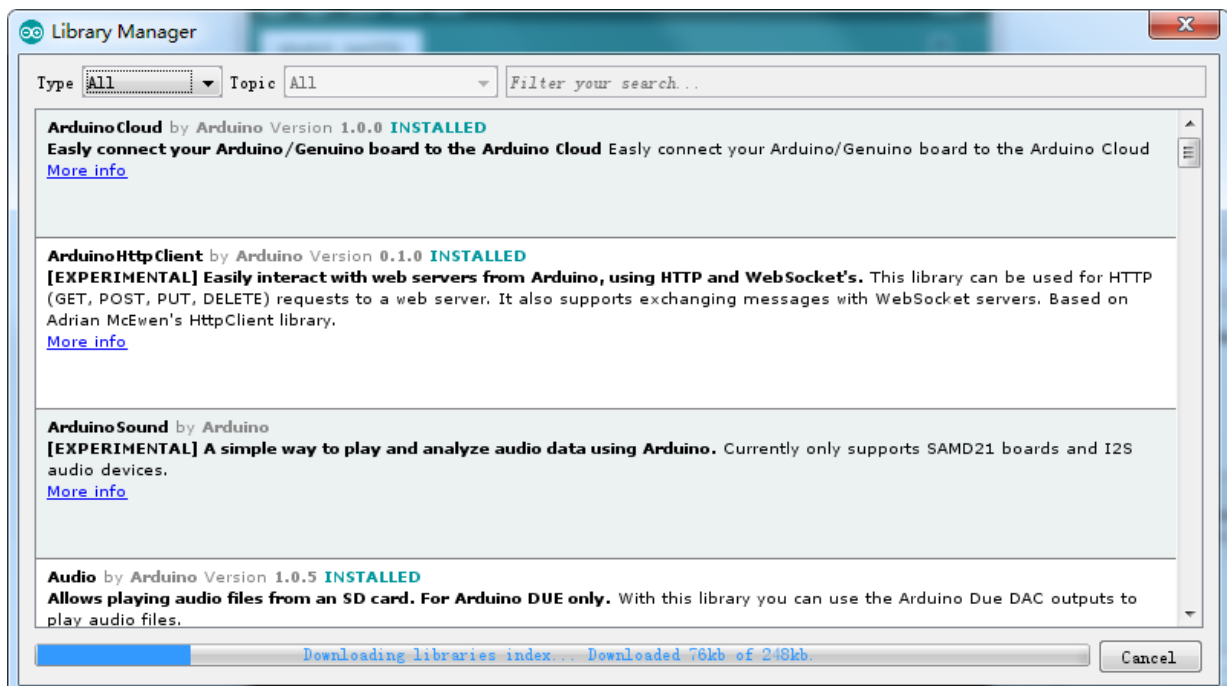 Library Manager
Type All Topic All Filter your search...
ArduinoCloud by Arduino Version 1.0.0 INSTALLED
Easly connect your Arduino/Genuino board to the Arduino Cloud Easly connect your Arduino/Genuino board to the Arduino Cloud
More info
ArduinoHttpClient by Arduino Version 0.1.0 INSTALLED
[EXPERIMENTAL] Easily interact with web servers from Arduino, using HTTP and WebSocket's. This library can be used for HTTP
(GET, POST, PUT, DELETE) requests to a web server. It also supports exchanging messages with WebSocket servers. Based on
Adrian McEwen's HttpClient library.
More info
ArduinoSound by Arduino
[EXPERIMENTAL] A simple way to play and analyze audio data using Arduino. Currently only supports SAMD21 boards and I2S
audio devices.
More info
Audio by Arduino Version 1.0.5 INSTALLED
Allows playing audio files from an SD card. For Arduino DUE only. With this library you can use the Arduino Due DAC outputs to
play audio files.
Downloading libraries index... Downloaded 76kb of 248kb.
Cancel